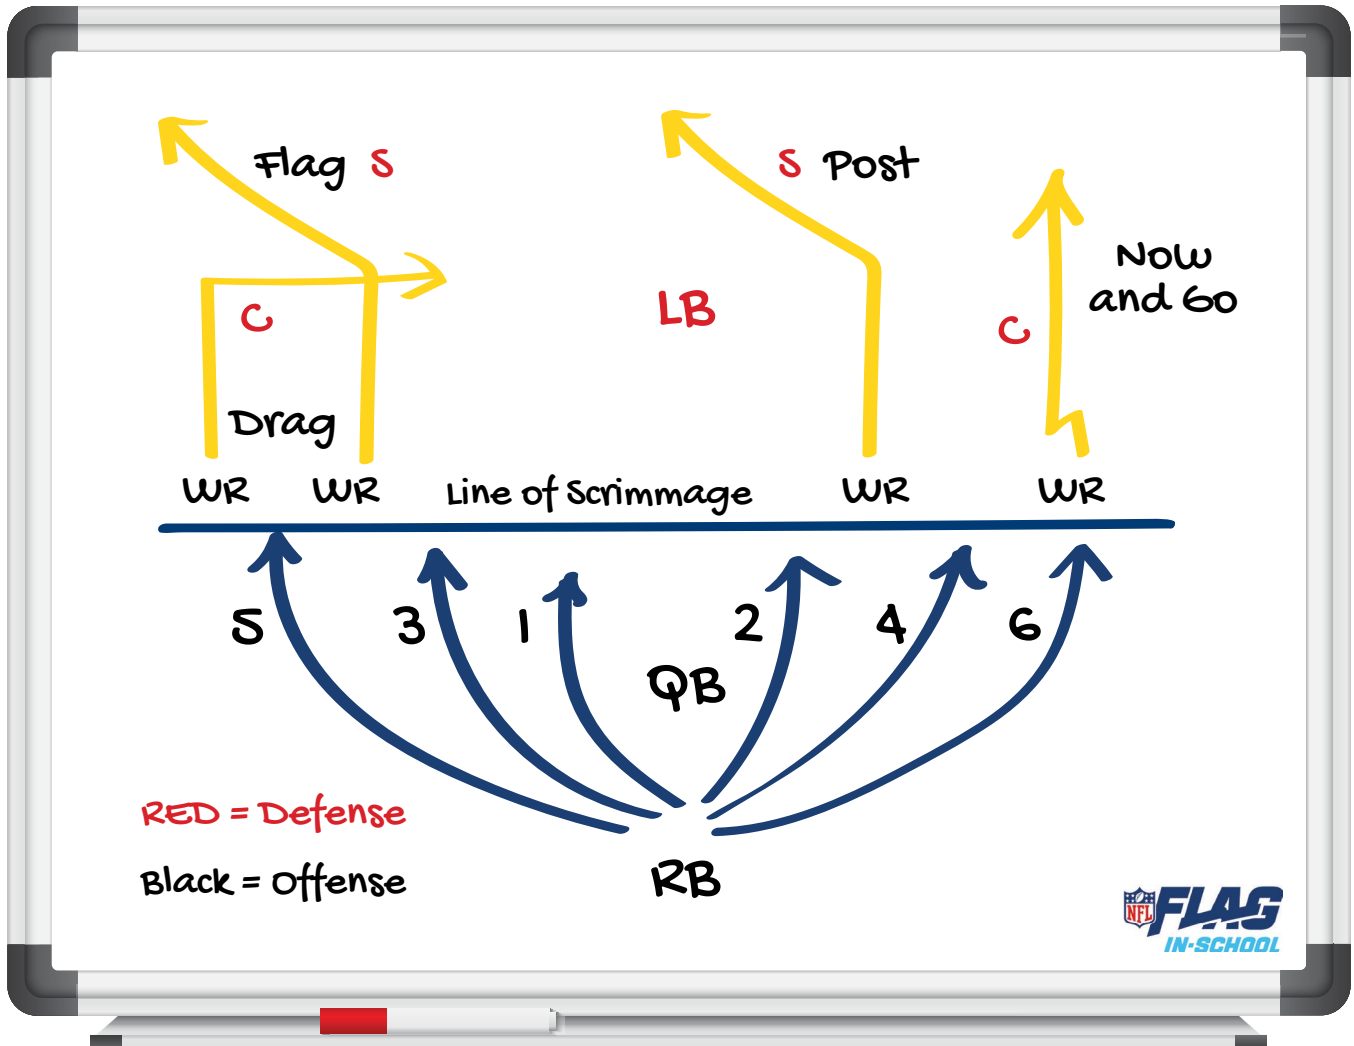 Flag S
S Post
Now
and Go
LB
C
C
Drag
WR WR Line of Scrimmage WR WR
5 3 1 2 4 6
QB
RED = Defense
Black = Offense
RB
NFL FLAG
IN-SCHOOL